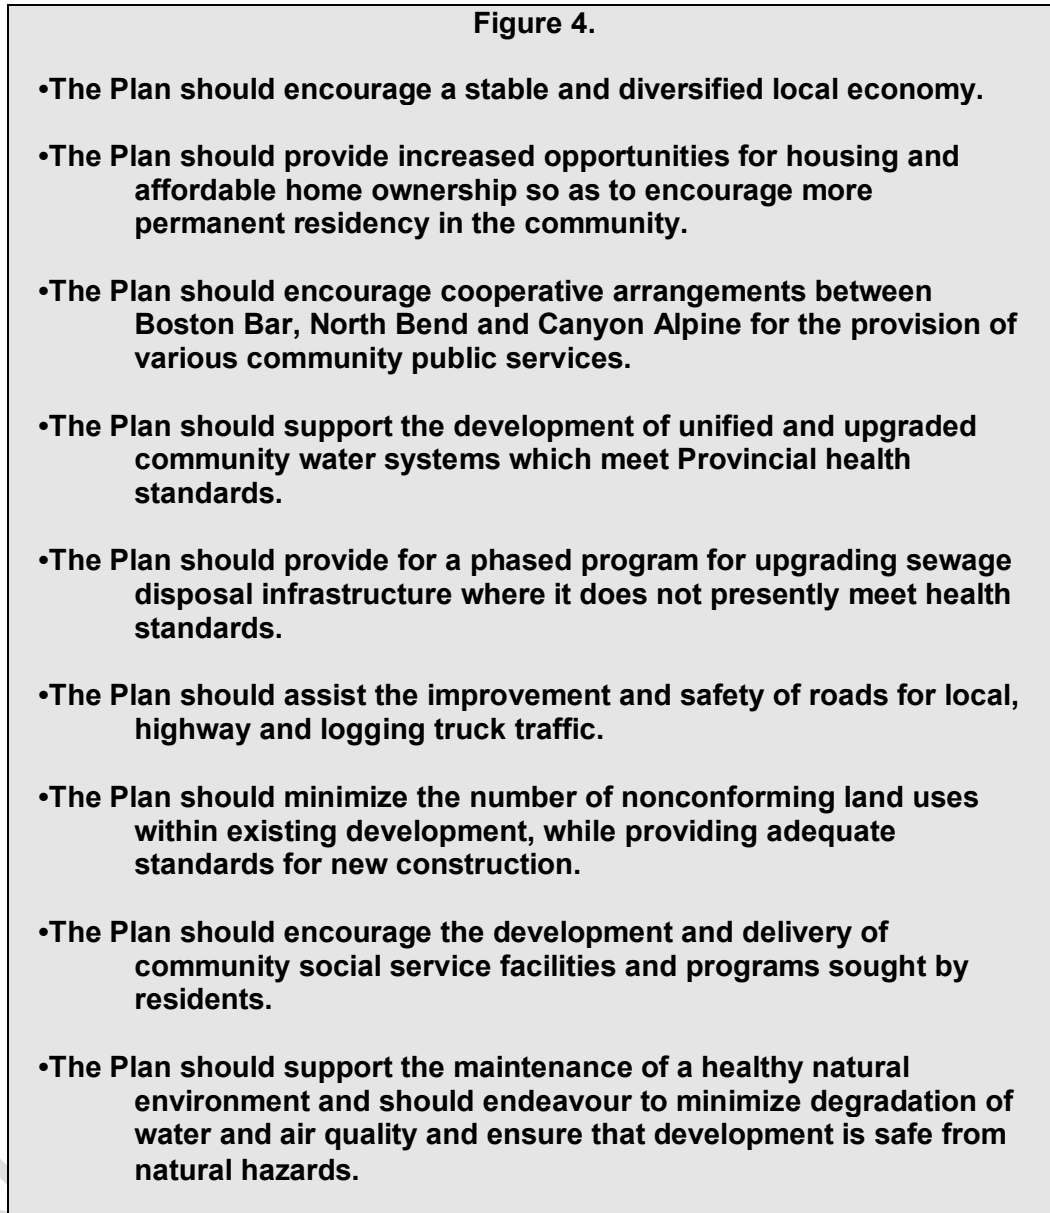 Figure 4.
•The Plan should encourage a stable and diversified local economy.
•The Plan should provide increased opportunities for housing and
affordable home ownership so as to encourage more
permanent residency in the community.
•The Plan should encourage cooperative arrangements between
Boston Bar, North Bend and Canyon Alpine for the provision of
various community public services.
•The Plan should support the development of unified and upgraded
community water systems which meet Provincial health
standards.
•The Plan should provide for a phased program for upgrading sewage
disposal infrastructure where it does not presently meet health
standards.
•The Plan should assist the improvement and safety of roads for local,
highway and logging truck traffic.
•The Plan should minimize the number of nonconforming land uses
within existing development, while providing adequate
standards for new construction.
•The Plan should encourage the development and delivery of
community social service facilities and programs sought by
residents.
•The Plan should support the maintenance of a healthy natural
environment and should endeavour to minimize degradation of
water and air quality and ensure that development is safe from
natural hazards.